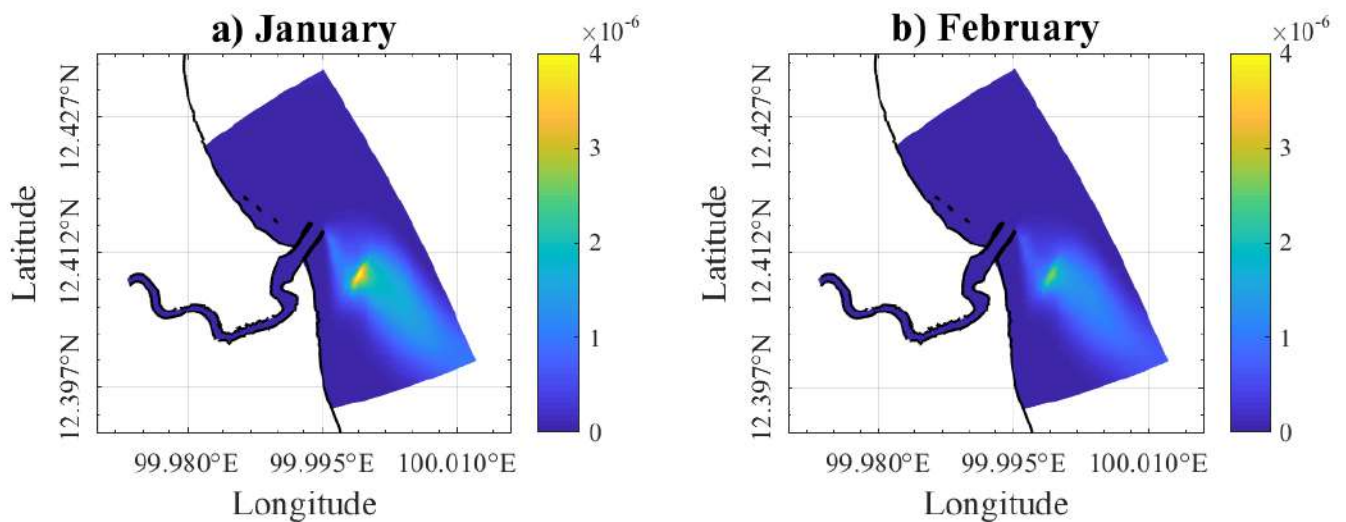 a) January
×10⁻⁶
Latitude
12.427°N
12.412°N
12.397°N
99.980°E 99.995°E 100.010°E
Longitude
4
3
2
1
0
b) February
×10⁻⁶
Latitude
12.427°N
12.412°N
12.397°N
99.980°E 99.995°E 100.010°E
Longitude
4
3
2
1
0